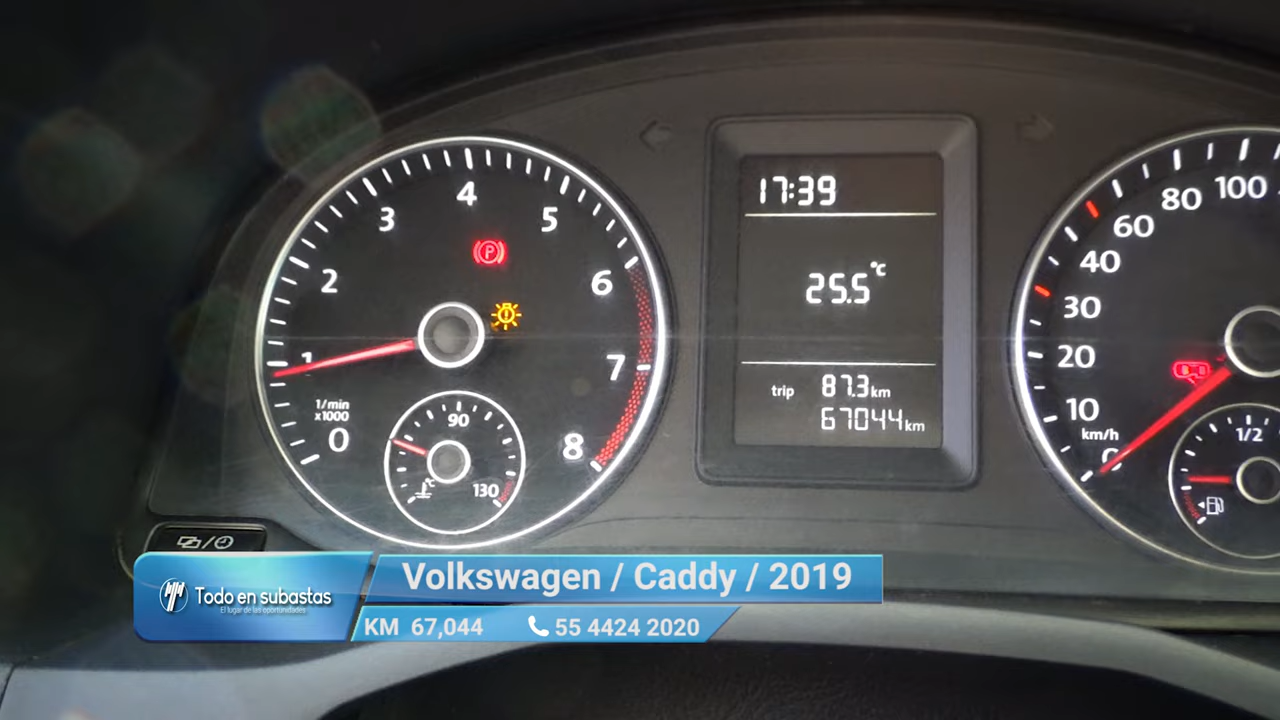 4
3
5
2
6
1
7
8
0
1/min
x1000
90
130
°C
P
17:39
25.5 °C
trip 87.3 km
67044 km
100
80
60
40
30
20
10
km/h
1/2
Todo en subastas
El lugar de las oportunidades
Volkswagen / Caddy / 2019
KM 67,044 55 4424 2020